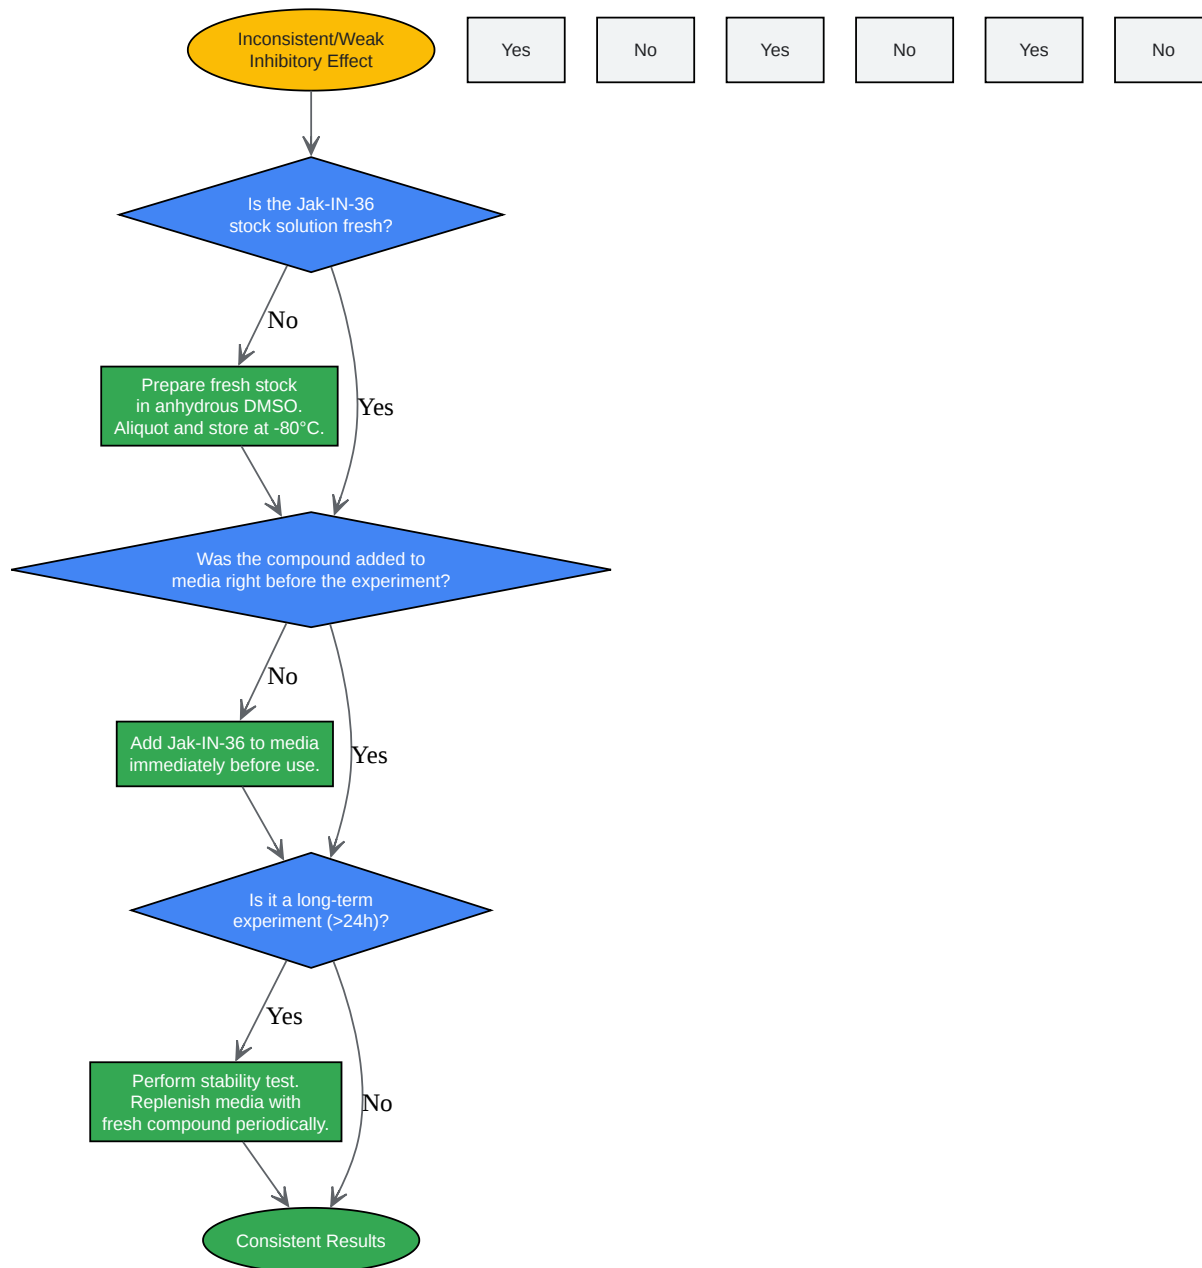 Inconsistent/Weak
Inhibitory Effect
Yes
No
Yes
No
Yes
No
Is the Jak-IN-36
stock solution fresh?
No
Prepare fresh stock
in anhydrous DMSO.
Aliquot and store at -80°C.
Yes
Was the compound added to
media right before the experiment?
No
Add Jak-IN-36 to media
immediately before use.
Yes
Is it a long-term
experiment (>24h)?
Yes
Perform stability test.
Replenish media with
fresh compound periodically.
No
Consistent Results